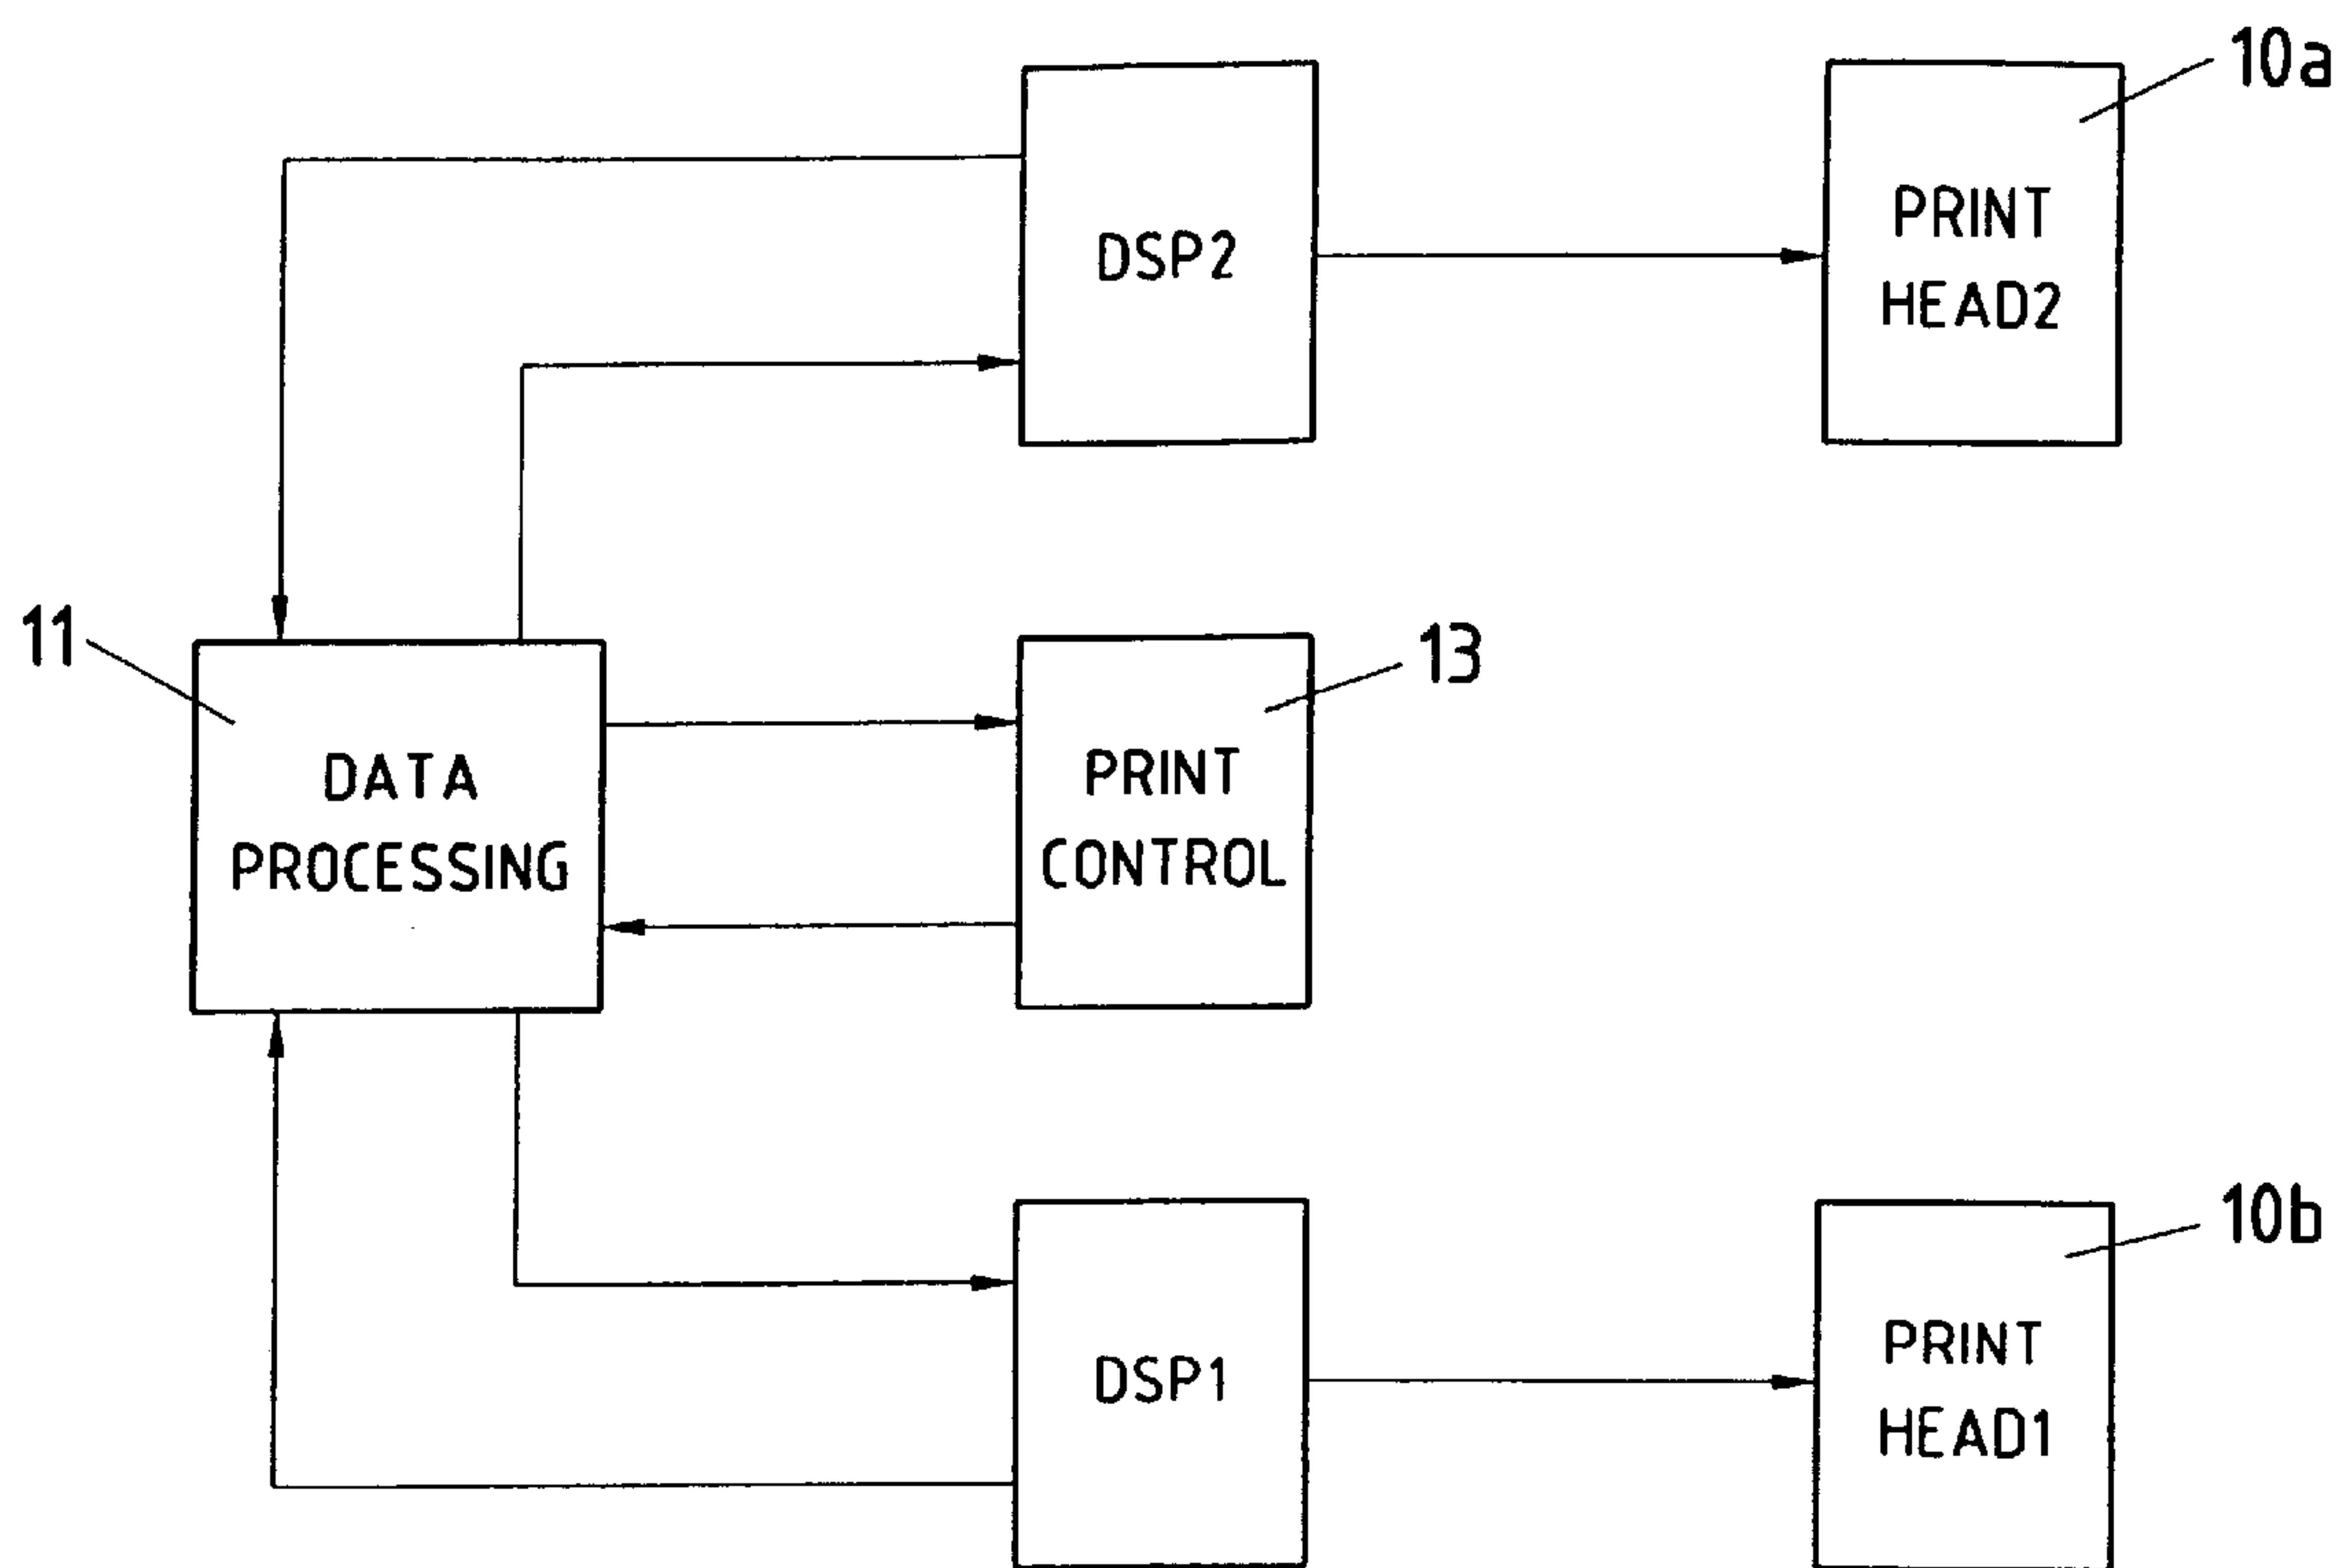 10a
DSP2
PRINT
HEAD2
11
13
DATA
PROCESSING
PRINT
CONTROL
10b
DSP1
PRINT
HEAD1